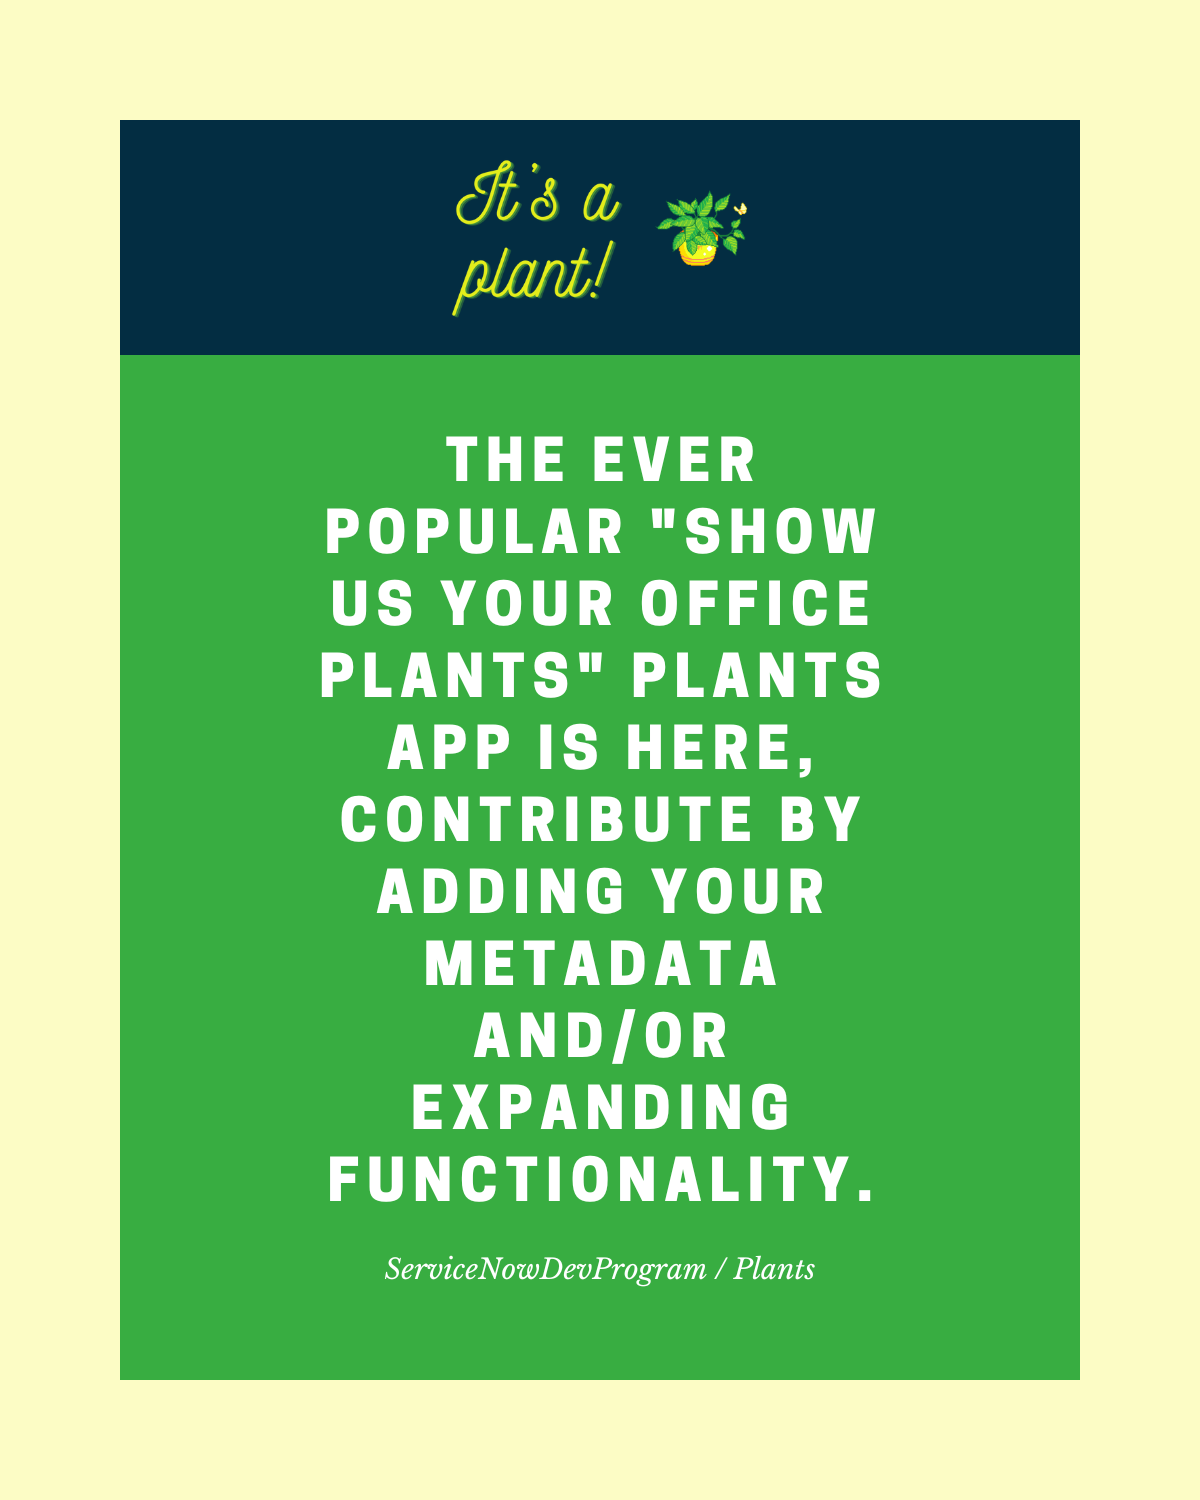 It's a
plant!
THE EVER
POPULAR "SHOW
US YOUR OFFICE
PLANTS" PLANTS
APP IS HERE,
CONTRIBUTE BY
ADDING YOUR
METADATA
AND/OR
EXPANDING
FUNCTIONALITY.
ServiceNowDevProgram / Plants